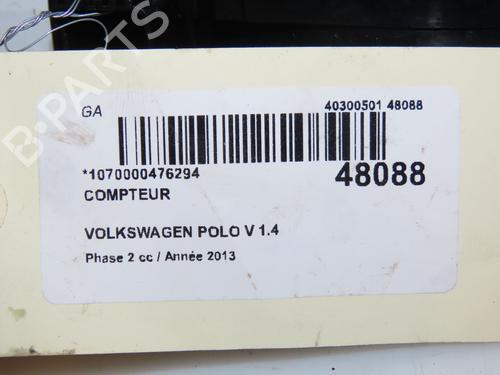 GA
40300501 48088
*1070000476294
48088
COMPTEUR
VOLKSWAGEN POLO V 1.4
Phase 2 cc / Année 2013
B-PARTS